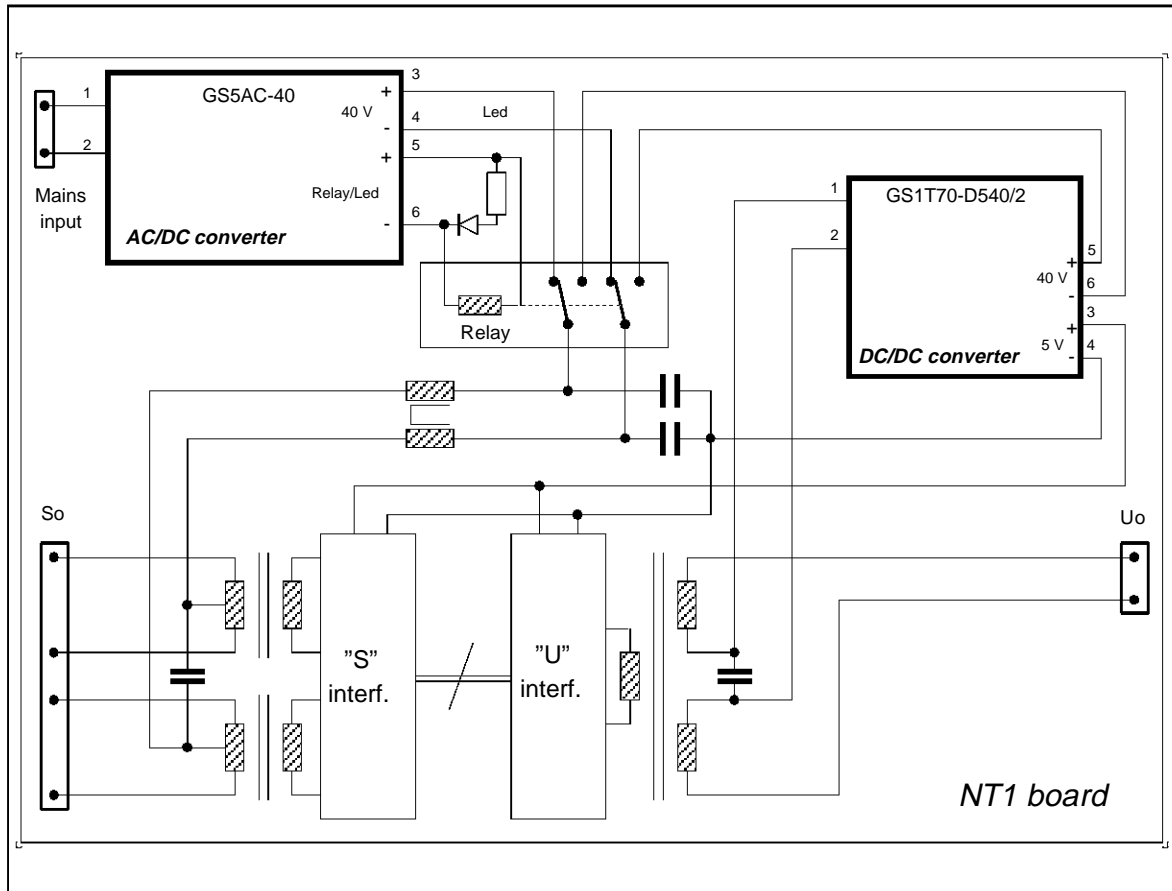 GS5AC-40
1
2
3
+
40 V
4
-
5
+
Relay/Led
6
-
AC/DC converter
Mains
input
Led
Relay
GS1T70-D540/2
1
2
5
+
40 V
6
-
3
+
5 V
4
-
DC/DC converter
So
Uo
"S"
interf.
"U"
interf.
NT1 board